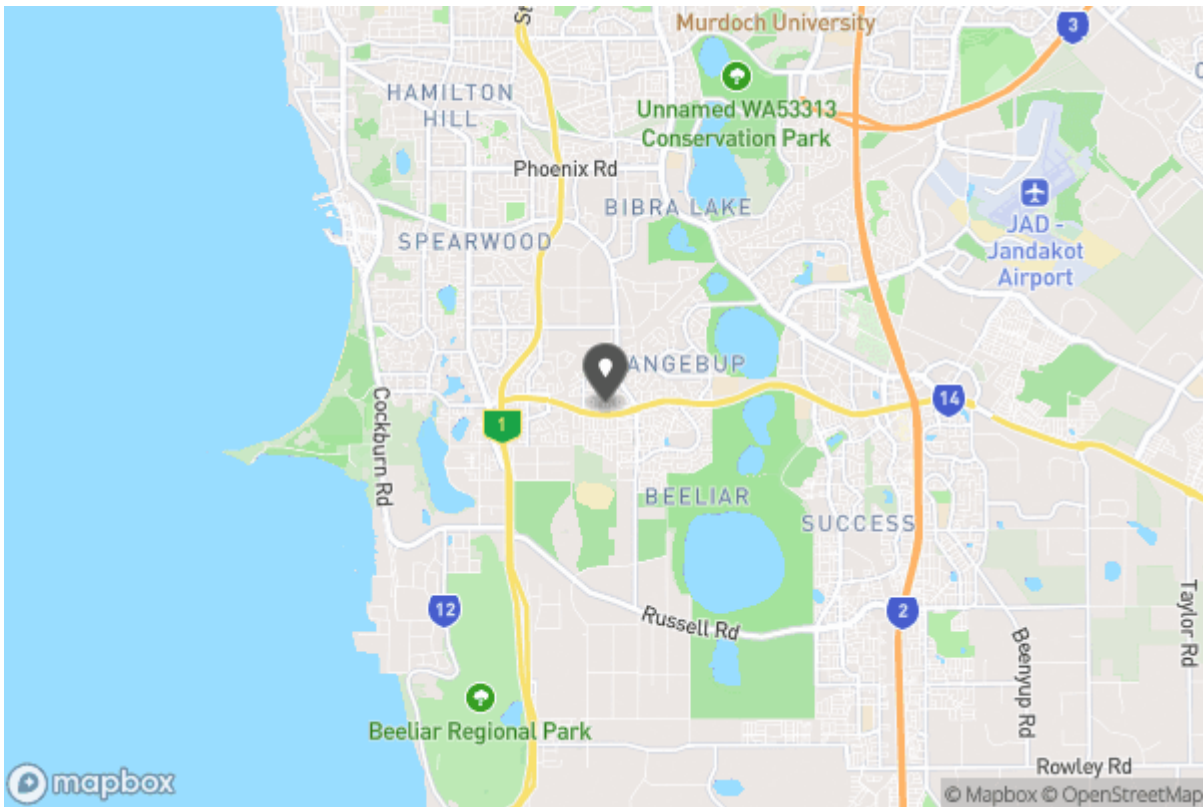 St
Murdoch University
3
HAMILTON
HILL
Unnamed WA53313
Conservation Park
Phoenix Rd
BIBRA LAKE
SPEARWOOD
JAD -
Jandakot
Airport
ANGEBUP
Cockburn Rd
14
1
BEELIAR
SUCCESS
12
2
Russell Rd
Taylor Rd
Beenyup Rd
Beeliar Regional Park
Rowley Rd
mapbox
© Mapbox © OpenStreetMap